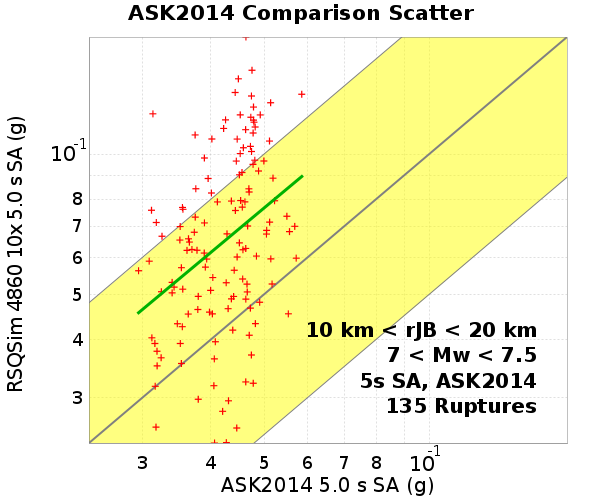 ASK2014 Comparison Scatter
RSQSim 4860 10x 5.0 s SA (g)
10⁻¹
8
7
6
5
4
3
10 km < rJB < 20 km
7 < Mw < 7.5
5s SA, ASK2014
135 Ruptures
3 4 5 6 7 8 10⁻¹
ASK2014 5.0 s SA (g)